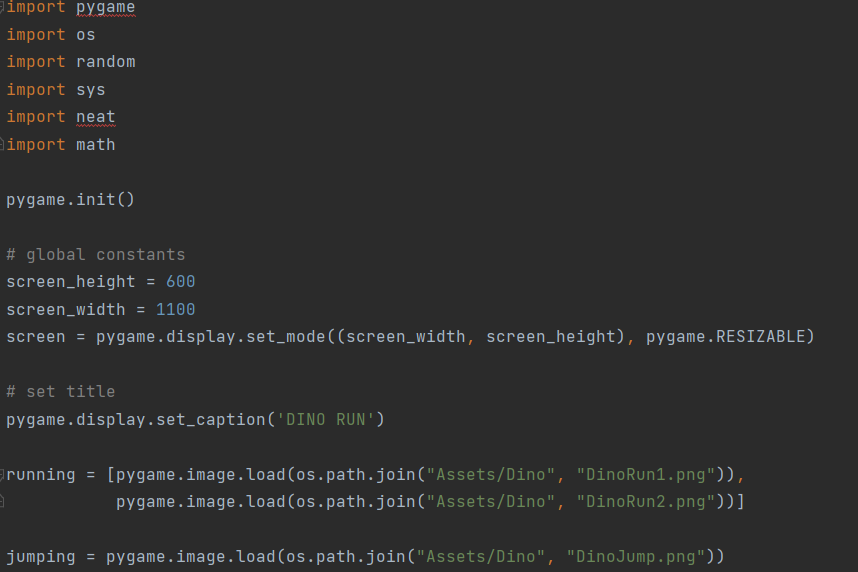 import pygame
import os
import random
import sys
import neat
import math
pygame.init()
# global constants
screen_height = 600
screen_width = 1100
screen = pygame.display.set_mode((screen_width, screen_height), pygame.RESIZABLE)
# set title
pygame.display.set_caption('DINO RUN')
running = [pygame.image.load(os.path.join("Assets/Dino", "DinoRun1.png")),
pygame.image.load(os.path.join("Assets/Dino", "DinoRun2.png"))]
jumping = pygame.image.load(os.path.join("Assets/Dino", "DinoJump.png"))